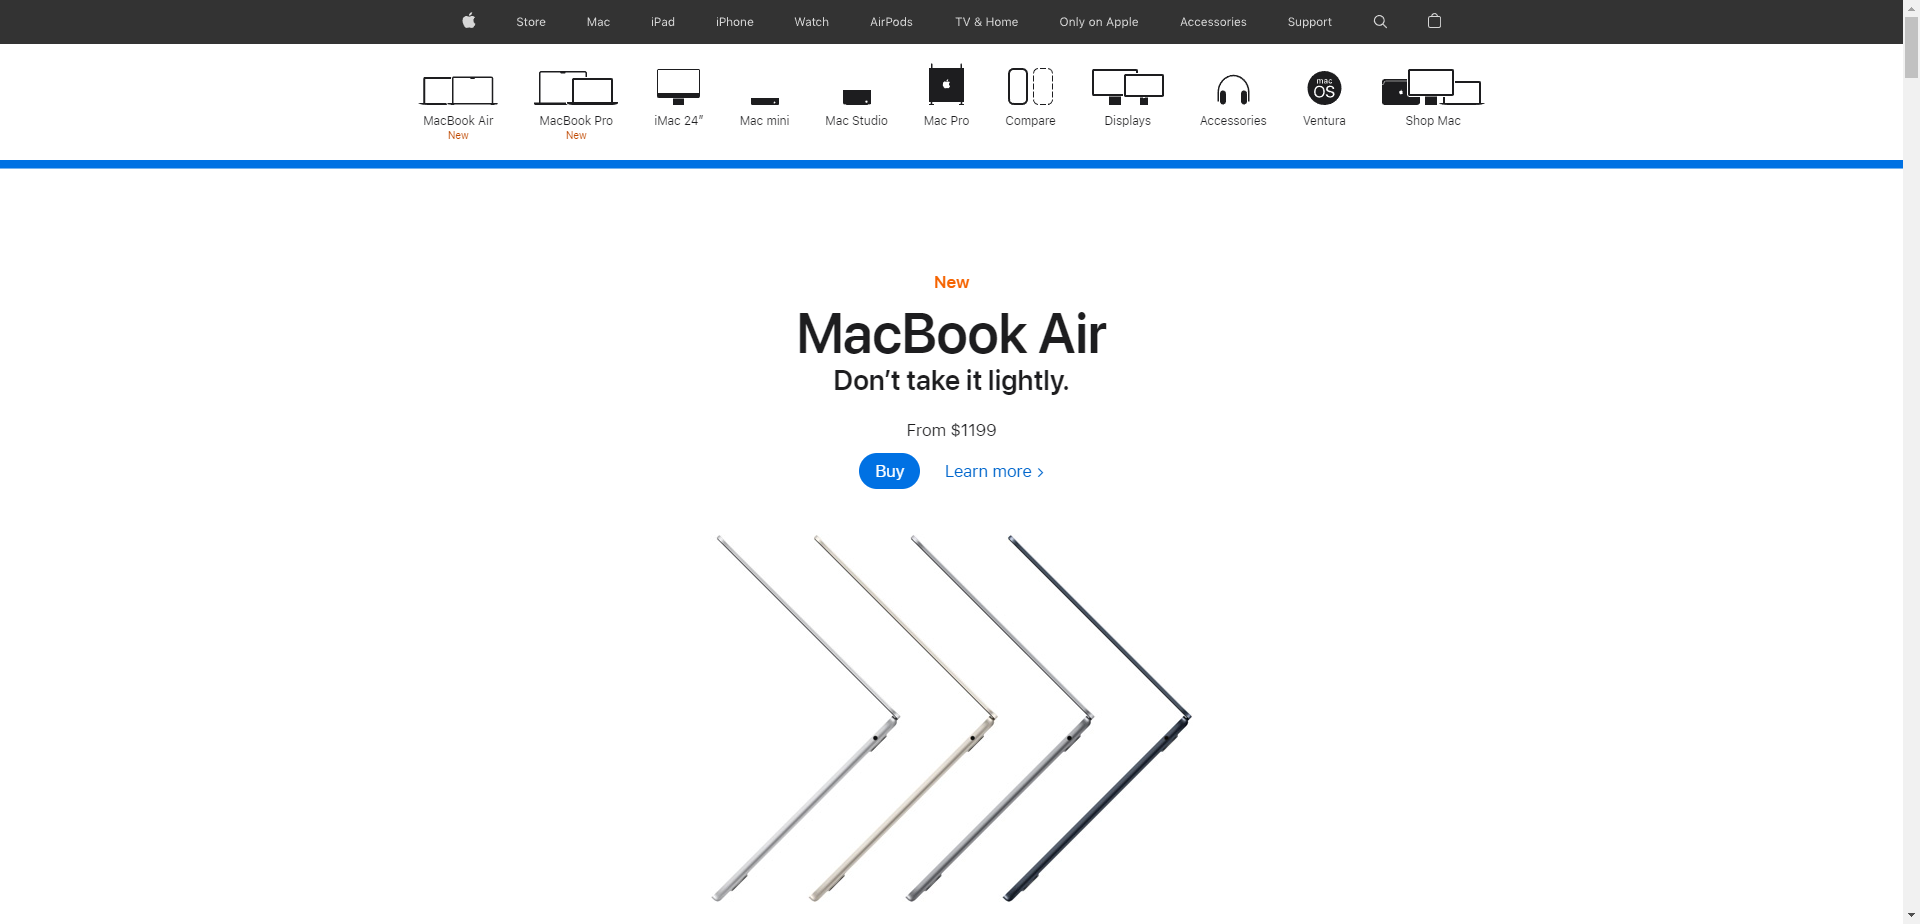 Store Mac iPad iPhone Watch AirPods TV & Home Only on Apple Accessories Support
mac
OS
MacBook Air MacBook Pro iMac 24″ Mac mini Mac Studio Mac Pro Compare Displays Accessories Ventura Shop Mac
New New
New
MacBook Air
Don’t take it lightly.
From $1199
Buy Learn more >